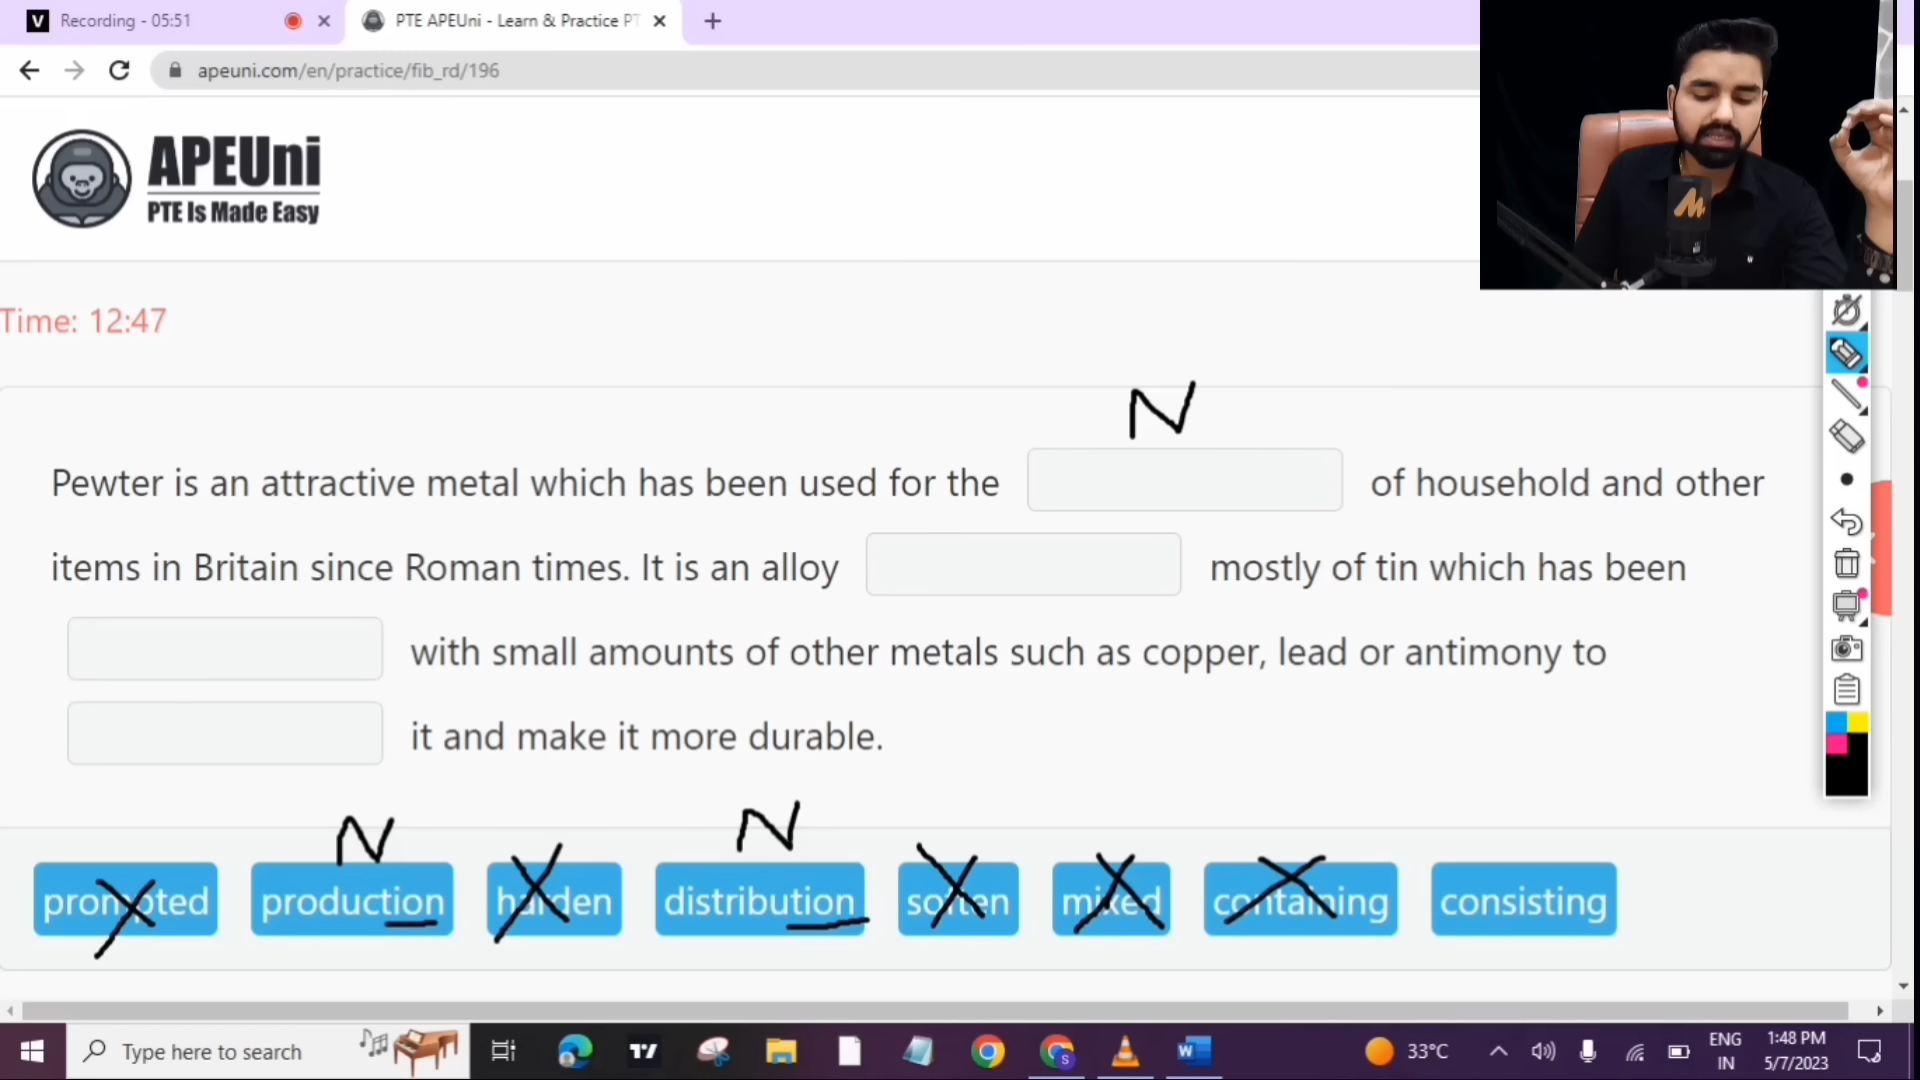 V Recording - 05:51
PTE APEUni - Learn & Practice PT
apeuni.com/en/practice/fib_rd/196
APEUni
PTE Is Made Easy
Time: 12:47
N
Pewter is an attractive metal which has been used for the of household and other
items in Britain since Roman times. It is an alloy mostly of tin which has been
with small amounts of other metals such as copper, lead or antimony to
it and make it more durable.
N N
prompted production harden distribution soften mixed containing consisting
Type here to search
33°C
ENG 1:48 PM
IN 5/7/2023